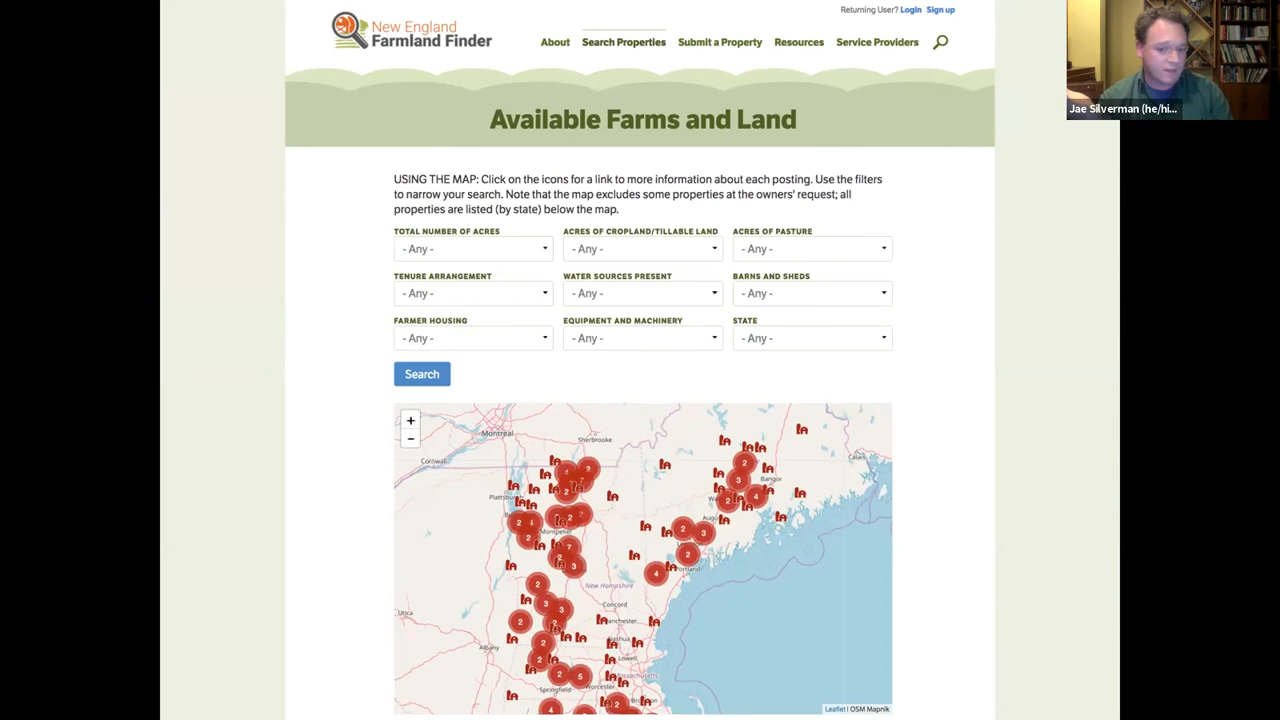 Returning User? Login Sign up
New England
Farmland Finder
About Search Properties Submit a Property Resources Service Providers
Jae Silverman (he/hi...
Available Farms and Land
USING THE MAP: Click on the icons for a link to more information about each posting. Use the filters
to narrow your search. Note that the map excludes some properties at the owners' request; all
properties are listed (by state) below the map.
TOTAL NUMBER OF ACRES ACRES OF CROPLAND/TILLABLE LAND ACRES OF PASTURE
- Any - - Any - - Any -
TENURE ARRANGEMENT WATER SOURCES PRESENT BARNS AND SHEDS
- Any - - Any - - Any -
FARMER HOUSING EQUIPMENT AND MACHINERY STATE
- Any - - Any - - Any -
Search
+
−
Montréal
Sherbrooke
Cornwall
Calais
Bangor
Plattsburg
Montpelier
Portland
New Hampshire
Concord
Utica
Albany
Lowell
Massachusetts
Springfield
Worcester
Leaflet | OSM Mapnik